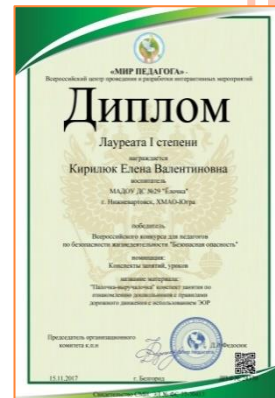 «МИР ПЕДАГОГА» -
Всероссийский центр проведения и разработки интерактивных мероприятий
Диплом
Лауреата I степени
награждается
Кирилюк Елена Валентиновна
воспитатель
МАДОУ ДС №29 "Ёлочка"
г. Нижневартовск, ХМАО-Югра
победитель
Всероссийского конкурса для педагогов
по безопасности жизнедеятельности "Безопасная опасность"
номинация:
Конспекты занятий, уроков
название материала:
"Палочка-выручалочка" конспект занятия по
ознакомлению дошкольников с правилами
дорожного движения с использованием ЭОР
Председатель организационного
комитета к.п.н
15.11.2017
г. Белгород